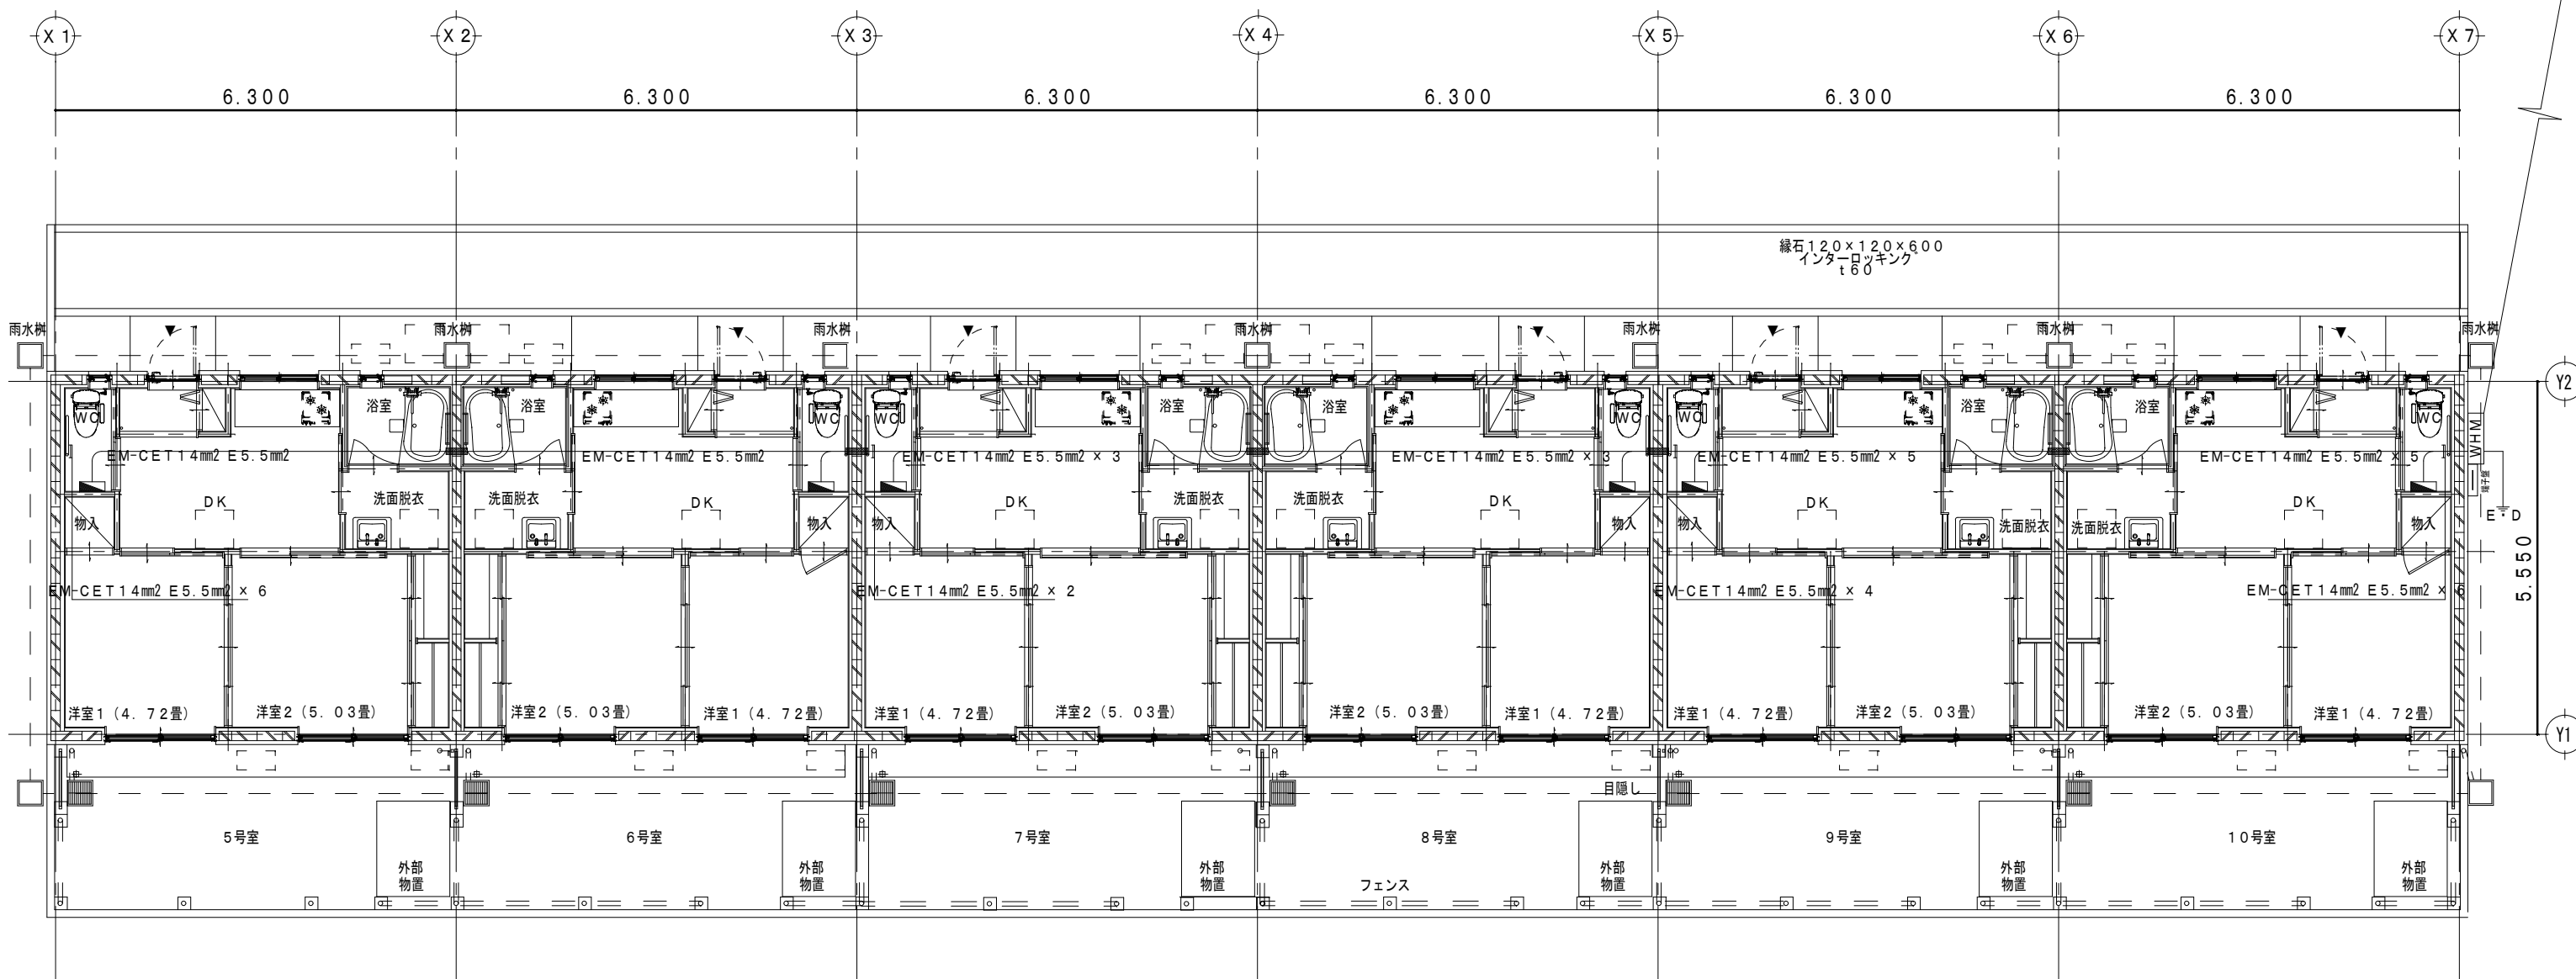 X1 X2 X3 X4 X5 X6 X7
6.300 6.300 6.300 6.300 6.300 6.300
縁石120×120×600
インターロッキング
t60
雨水桝 雨水桝 雨水桝 雨水桝 雨水桝 雨水桝 雨水桝
Y2
浴室 浴室 浴室 浴室 浴室 浴室
WC WC WC WC WC WC
WHM
EM-CET14mm2 E5.5mm2 EM-CET14mm2 E5.5mm2 EM-CET14mm2 E5.5mm2 × 3 EM-CET14mm2 E5.5mm2 × 3 EM-CET14mm2 E5.5mm2 × 5 EM-CET14mm2 E5.5mm2 × 5
端子盤
洗面脱衣 洗面脱衣 洗面脱衣 洗面脱衣 洗面脱衣 洗面脱衣
DK DK DK DK DK DK
E・D
物入 物入 物入 物入 物入 物入
5.550
EM-CET14mm2 E5.5mm2 × 6 EM-CET14mm2 E5.5mm2 × 2 EM-CET14mm2 E5.5mm2 × 4 EM-CET14mm2 E5.5mm2 × 6
洋室1(4.72畳) 洋室2(5.03畳) 洋室2(5.03畳) 洋室1(4.72畳) 洋室1(4.72畳) 洋室2(5.03畳) 洋室2(5.03畳) 洋室1(4.72畳) 洋室1(4.72畳) 洋室2(5.03畳) 洋室2(5.03畳) 洋室1(4.72畳)
Y1
目隠し
5号室 6号室 7号室 8号室 9号室 10号室
外部 外部 外部 外部 外部 外部
物置 物置 物置 物置 物置 物置
フェンス